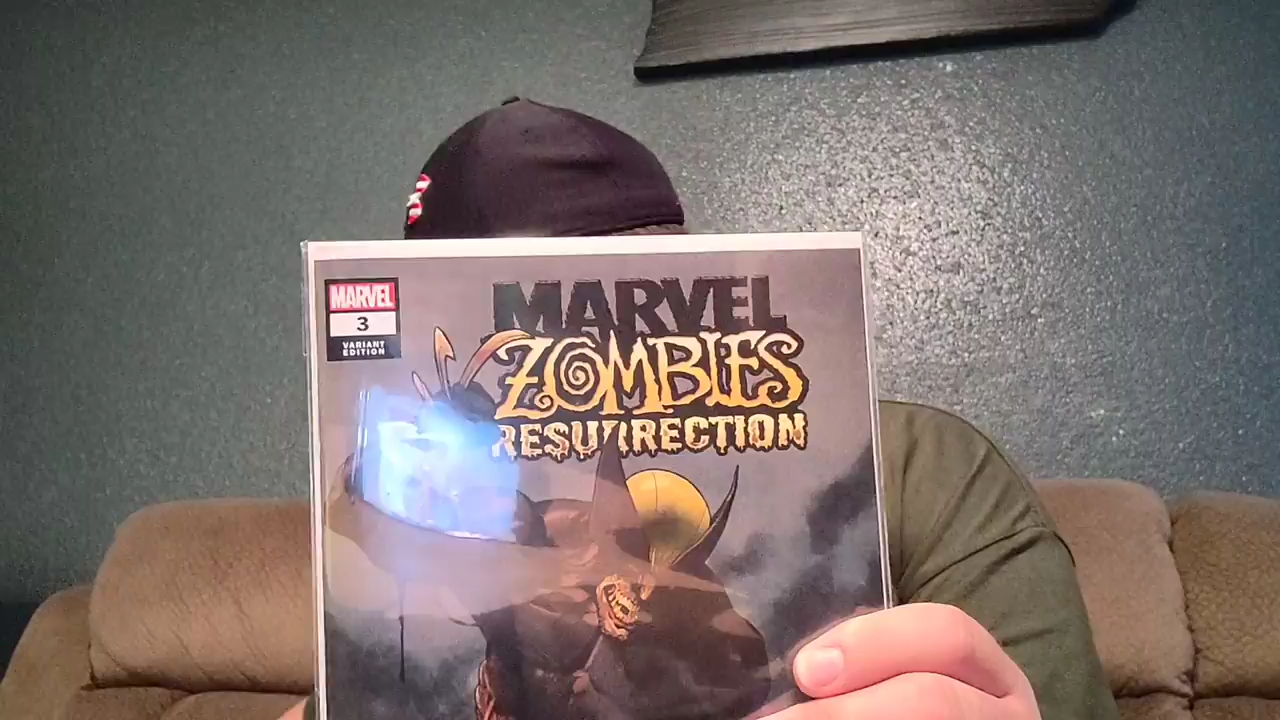 MARVEL
3
VARIANT
EDITION
MARVEL
ZOMBIES
RESURRECTION